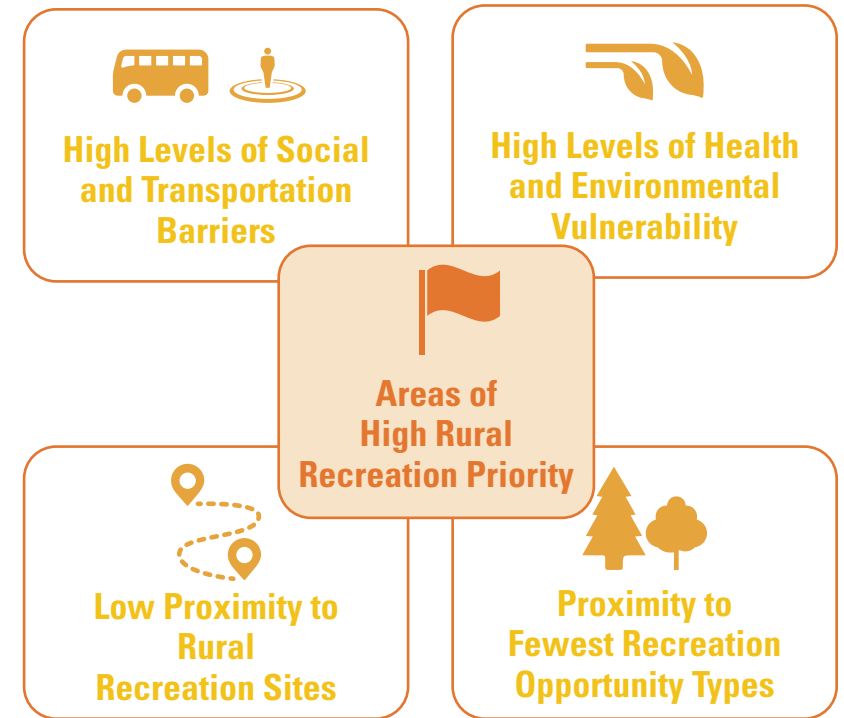 High Levels of Social
and Transportation
Barriers
High Levels of Health
and Environmental
Vulnerability
Areas of
High Rural
Recreation Priority
Low Proximity to
Rural
Recreation Sites
Proximity to
Fewest Recreation
Opportunity Types